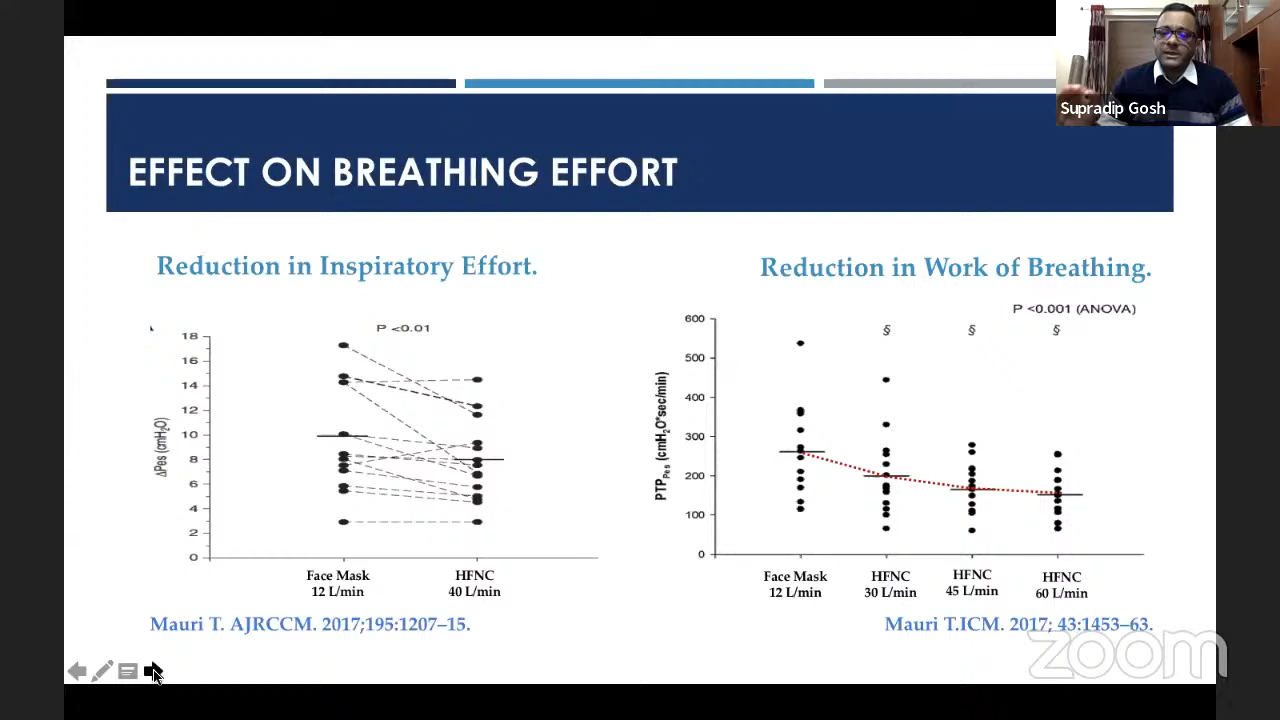 Supradip Gosh
EFFECT ON BREATHING EFFORT
Reduction in Inspiratory Effort.
P <0.01
18
16
14
12
10
8
6
4
2
0
ΔPes (cmH₂O)
Face Mask
12 L/min
HFNC
40 L/min
Mauri T. AJRCCM. 2017;195:1207–15.
Reduction in Work of Breathing.
P <0.001 (ANOVA)
§ § §
600
500
400
300
200
100
0
PTPPes (cmH₂O*sec/min)
Face Mask
12 L/min
HFNC
30 L/min
HFNC
45 L/min
HFNC
60 L/min
Mauri T.ICM. 2017; 43:1453–63.
zoom